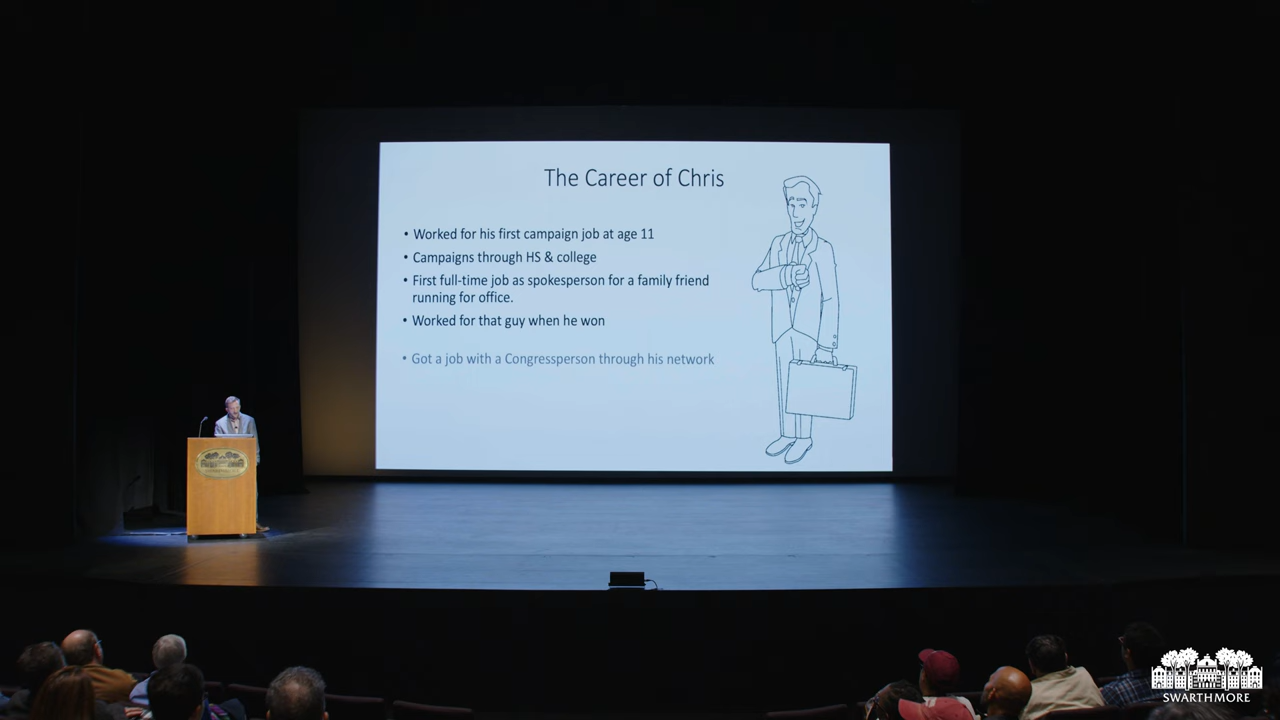 The Career of Chris
• Worked for his first campaign job at age 11
• Campaigns through HS & college
• First full-time job as spokesperson for a family friend
running for office.
• Worked for that guy when he won
• Got a job with a Congressperson through his network
SWARTHMORE